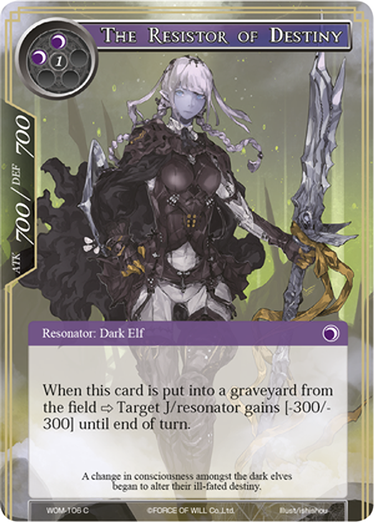 The Resistor of Destiny
1
ATK 700 / DEF 700
Resonator: Dark Elf
When this card is put into a graveyard from
the field ⇨ Target J/resonator gains [-300/-
300] until end of turn.
A change in consciousness amongst the dark elves
began to alter their ill-fated destiny.
WOM-106 C ©FORCE OF WILL Co.,Ltd. Illust/Ishishou